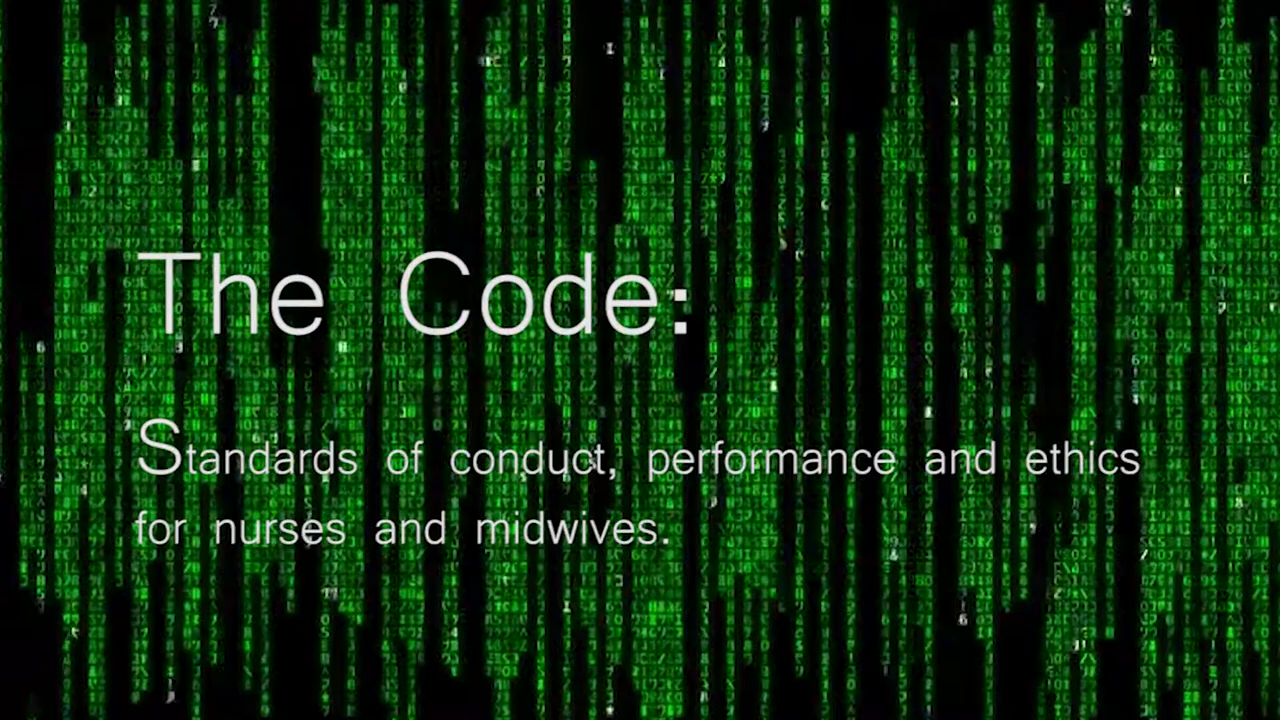 The Code:
Standards of conduct, performance and ethics
for nurses and midwives.